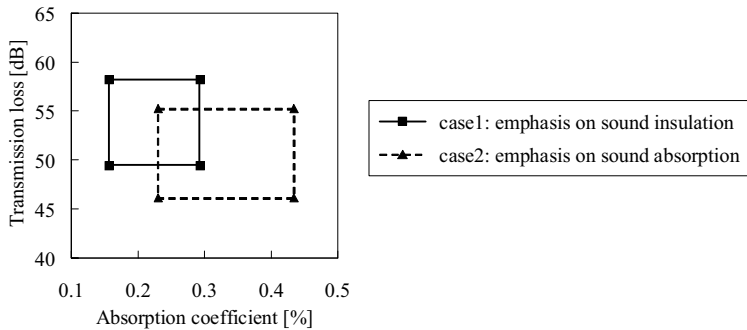 Transmission loss [dB]
65
60
55
50
45
40
0.1 0.2 0.3 0.4 0.5
Absorption coefficient [%]
case1: emphasis on sound insulation
case2: emphasis on sound absorption